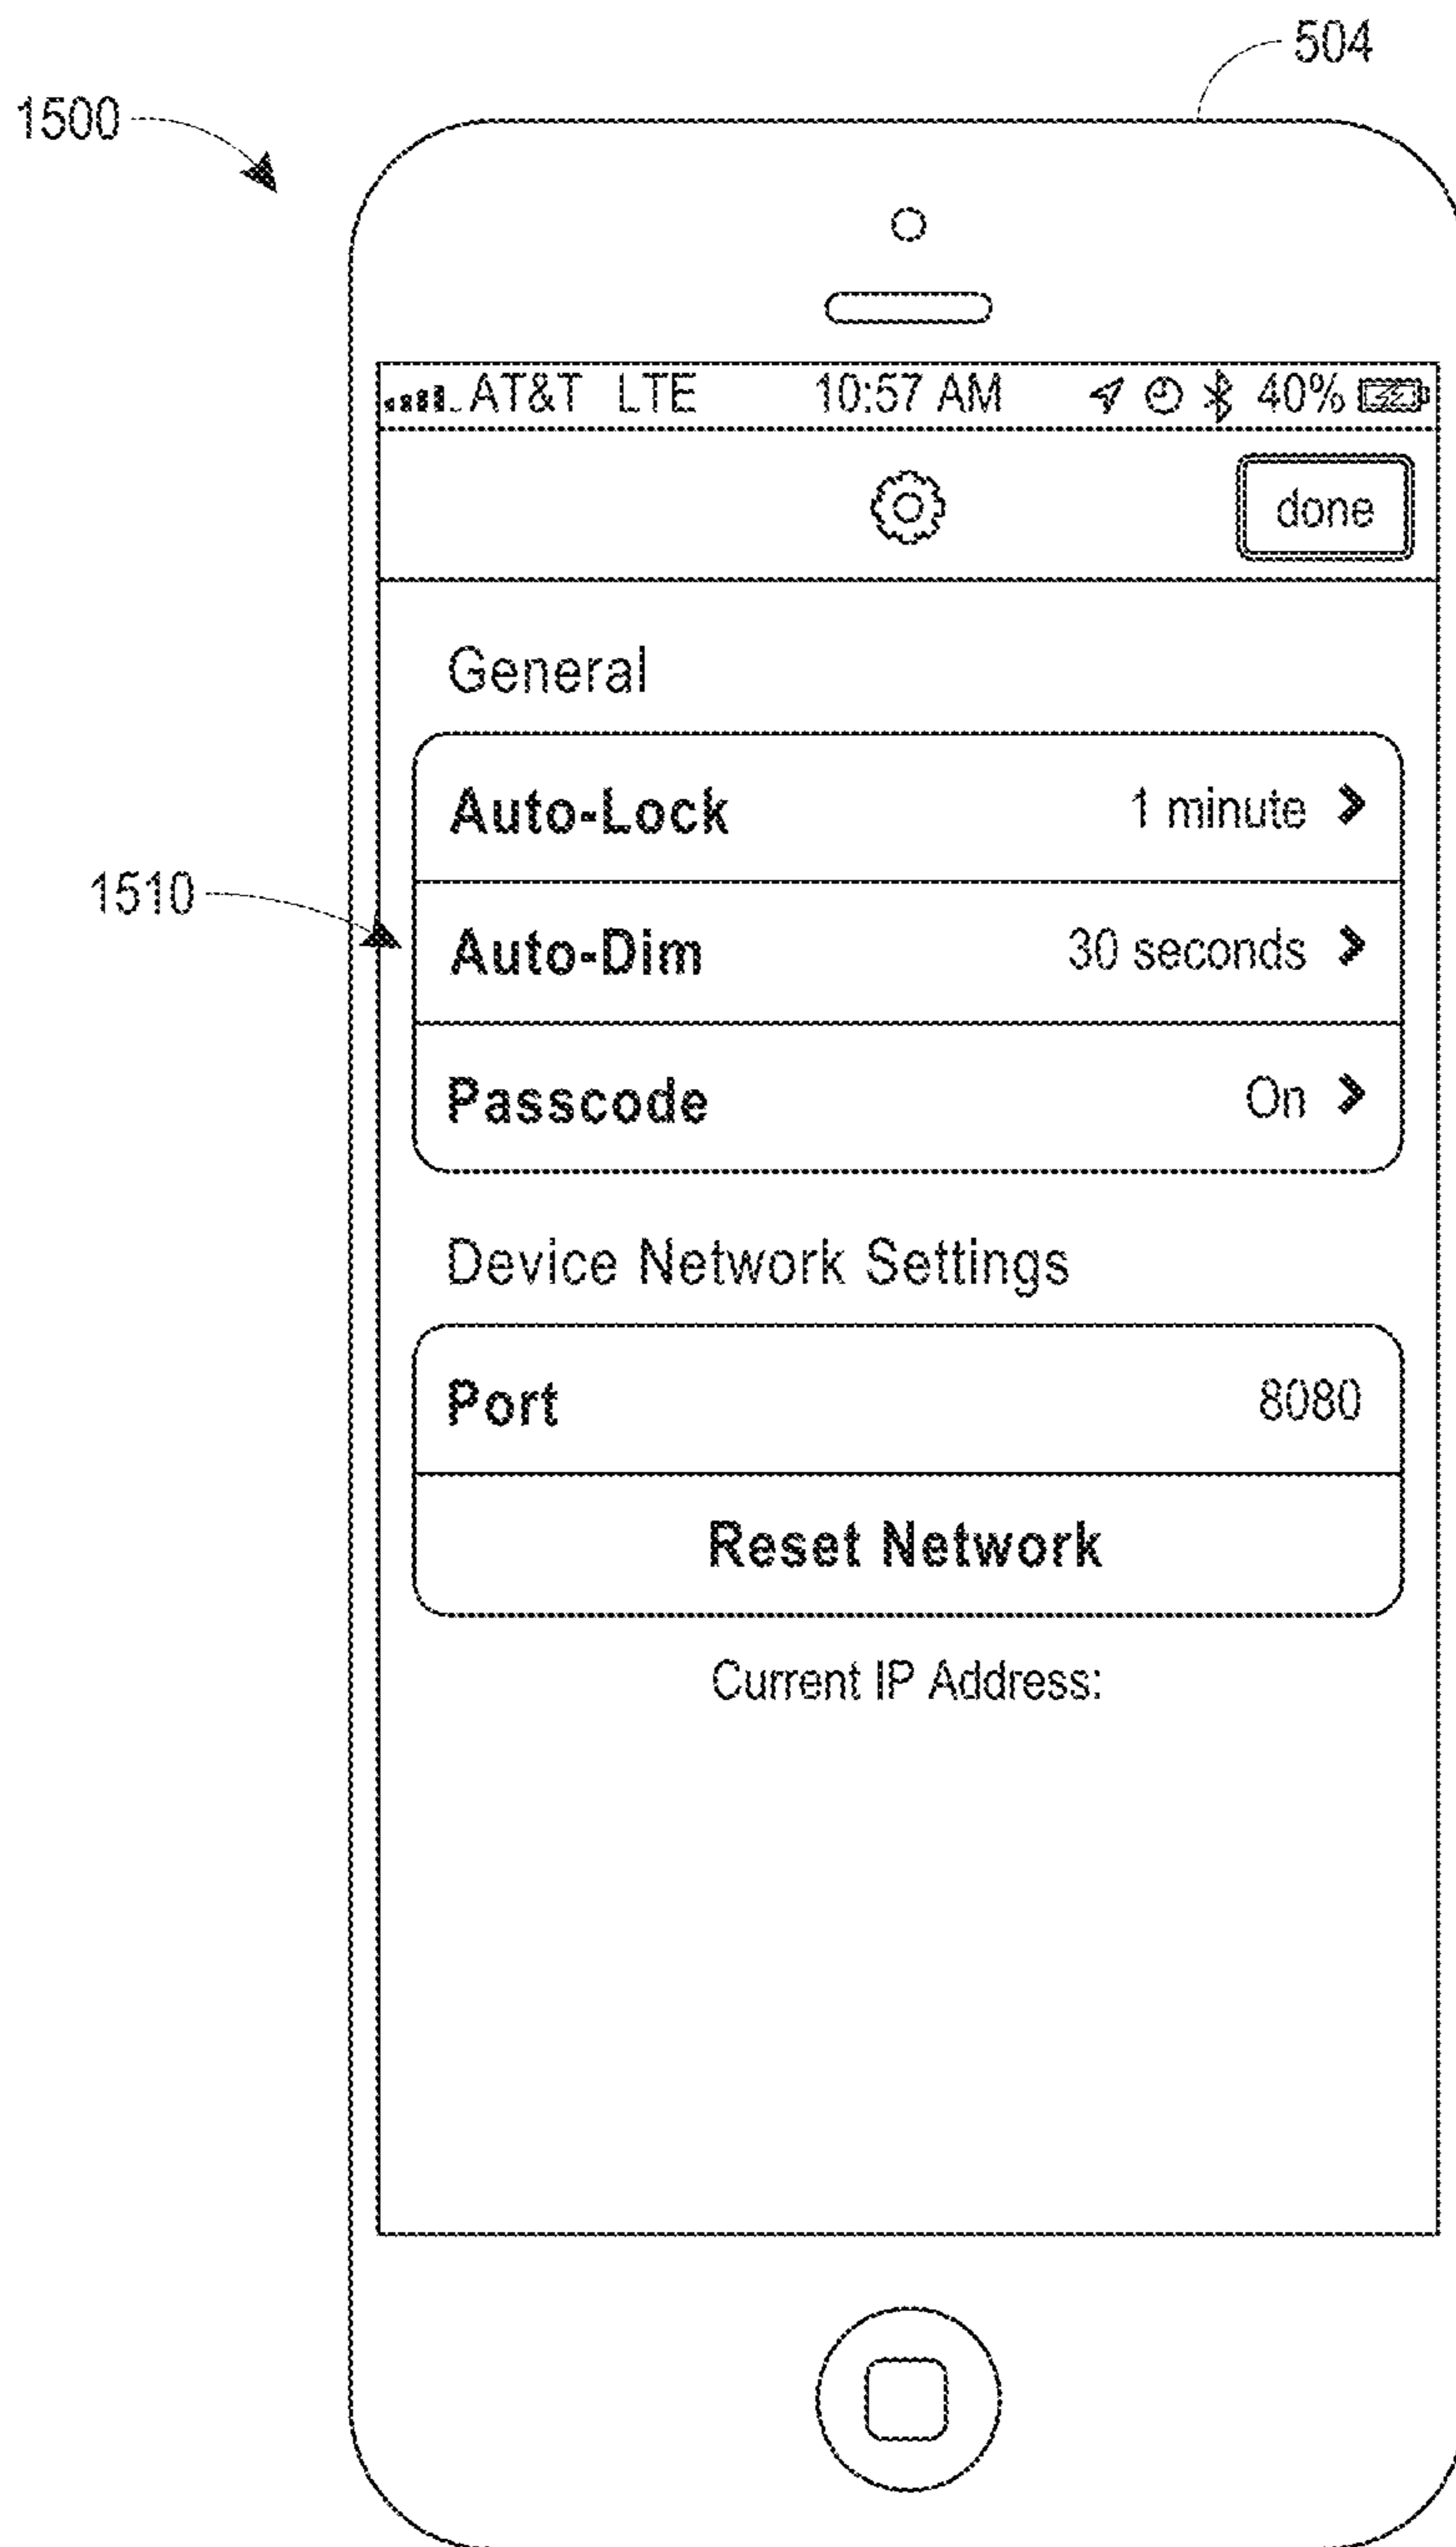 504
1500
AT&T LTE 10:57 AM 40%
done
General
Auto-Lock 1 minute >
1510
Auto-Dim 30 seconds >
Passcode On >
Device Network Settings
Port 8080
Reset Network
Current IP Address: